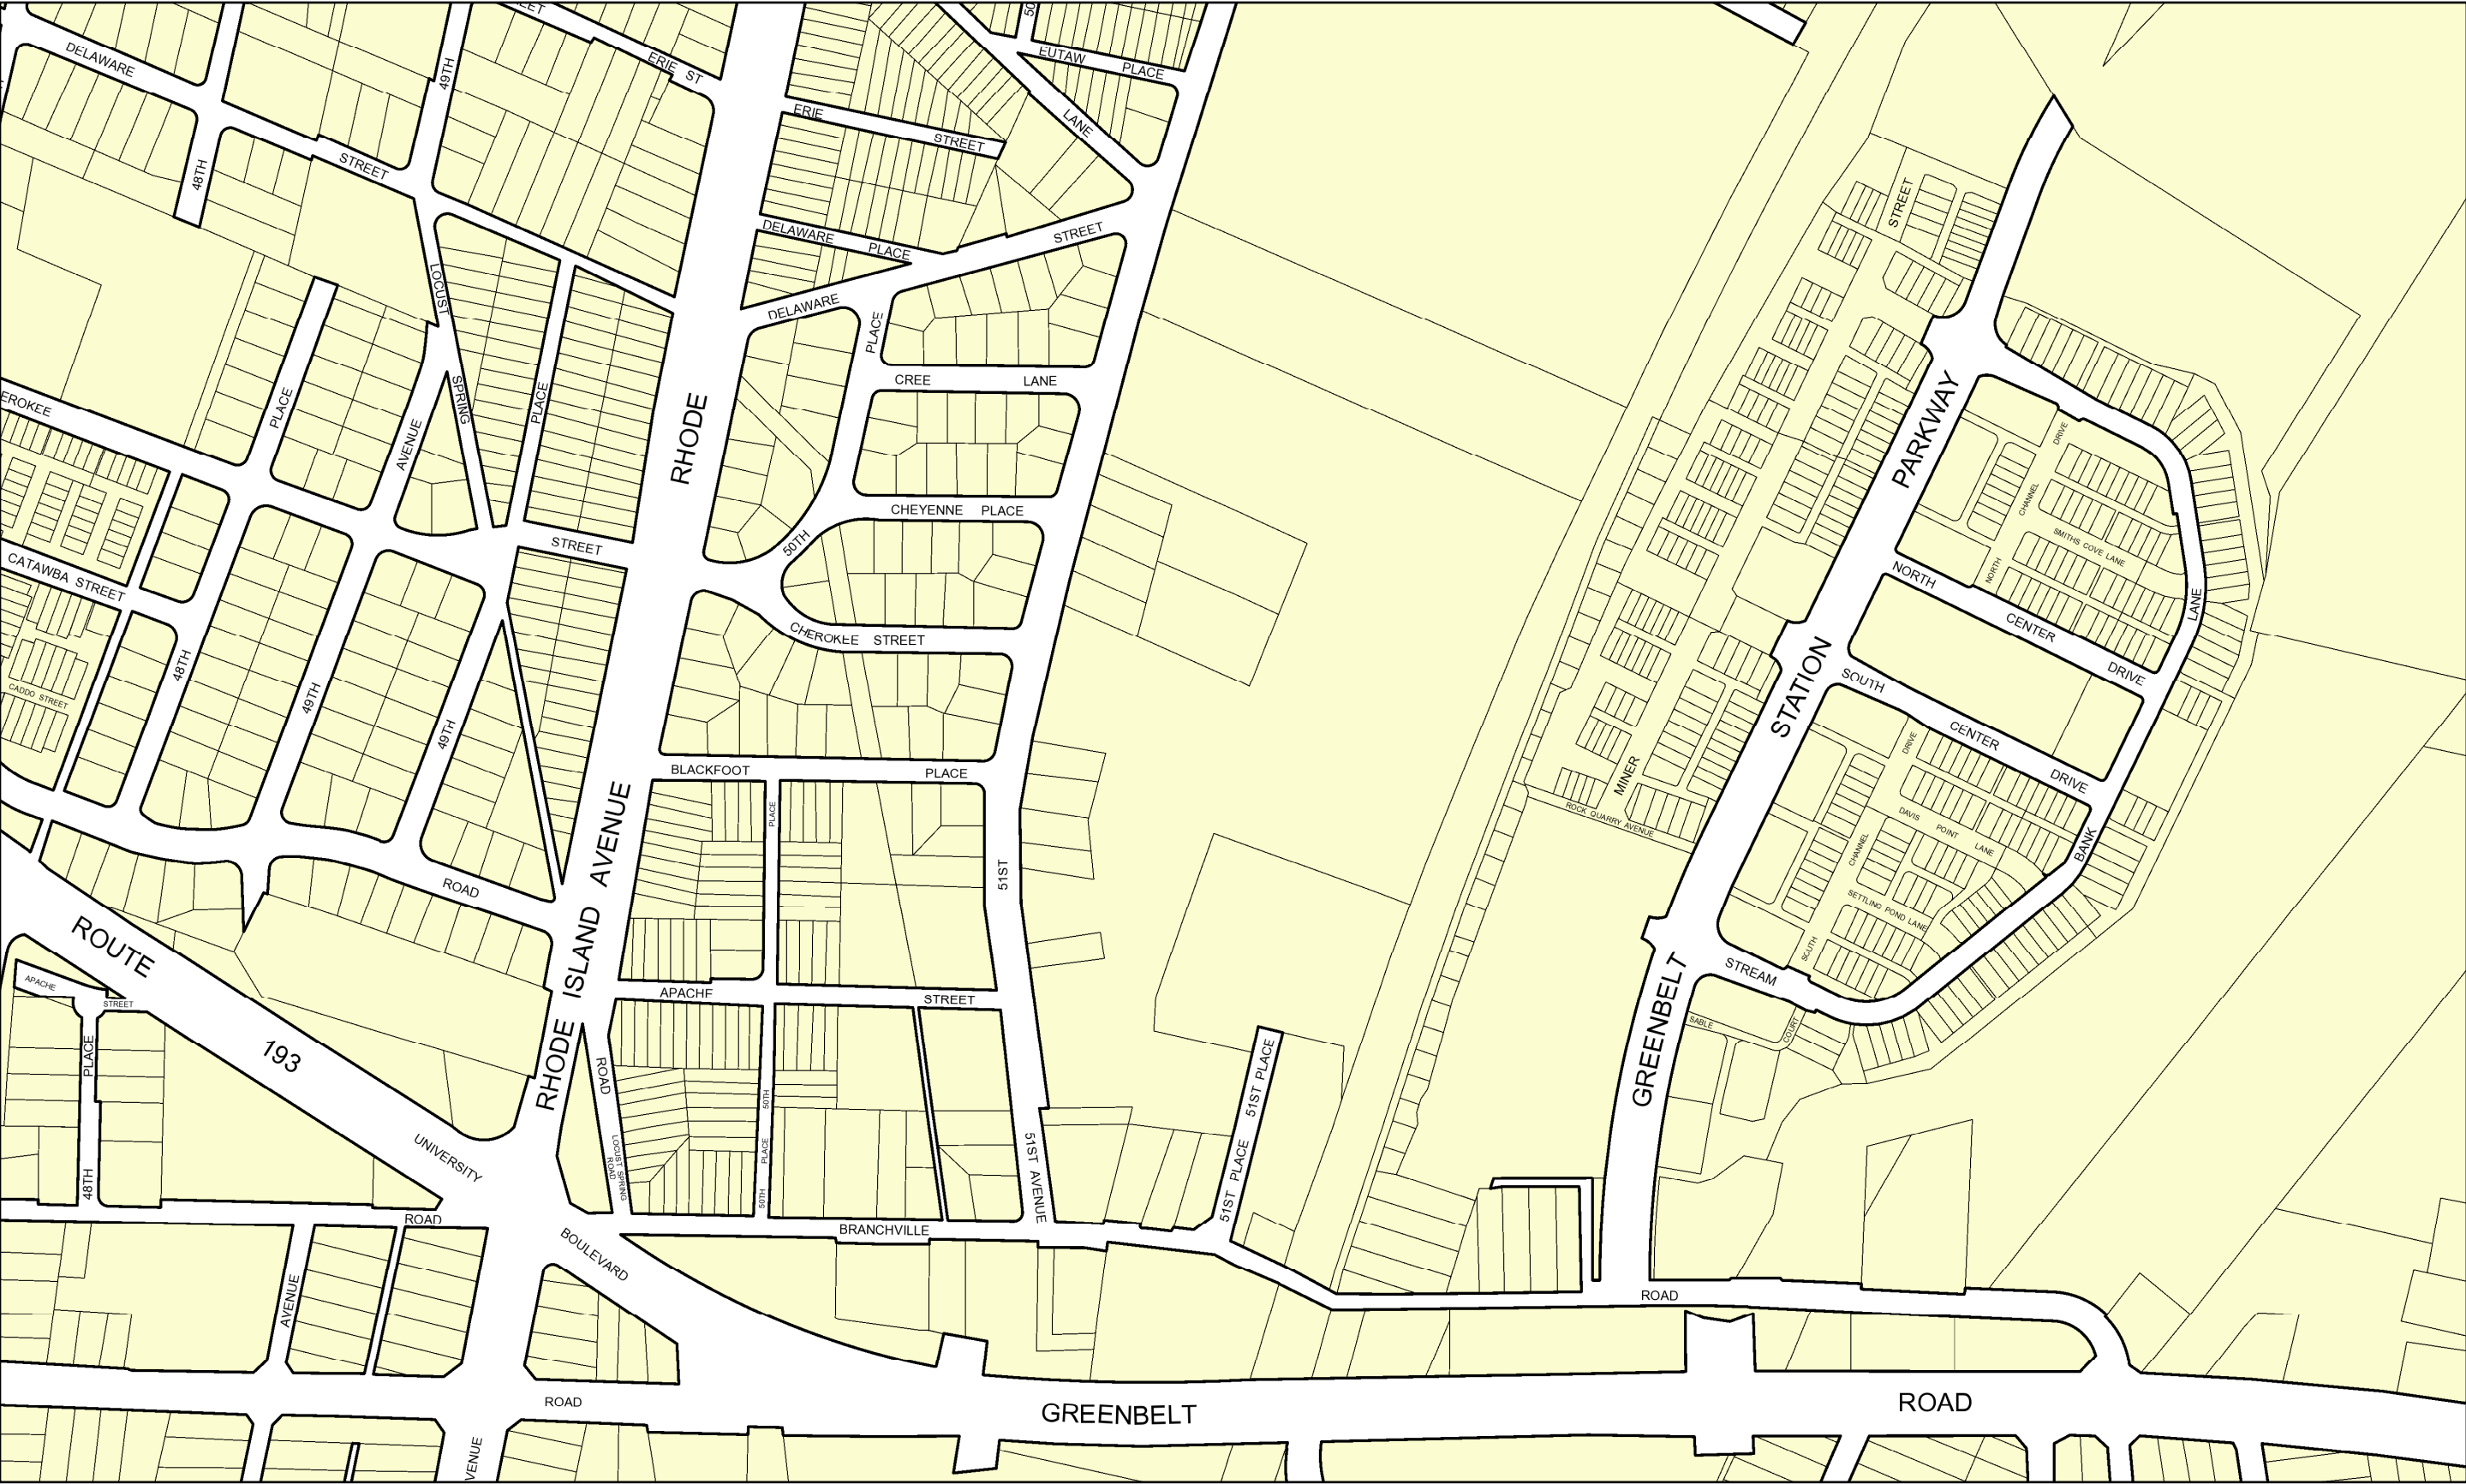 EET
50
DELAWARE
49TH
ERIE ST
EUTAW PLACE
LANE
ERIE STREET
48TH
STREET
STREET
DELAWARE PLACE
STREET
LOCUST
DELAWARE
PLACE
CREE LANE
EROKEE
PLACE
SPRING
PLACE
AVENUE
RHODE
PARKWAY
DRIVE
CHANNEL
SMITHS COVE LANE
NORTH
CHEYENNE PLACE
50TH
STREET
CATAWBA STREET
NORTH CENTER DRIVE
LANE
CHEROKEE STREET
48TH
49TH
49TH
CADDO STREET
STATION
SOUTH CENTER DRIVE
DRIVE
BLACKFOOT PLACE
PLACE
MINER
ROCK QUARRY AVENUE
DAVIS POINT LANE
CHANNEL
BANK
51ST
ROAD
RHODE ISLAND AVENUE
SETTLING POND LANE
SOUTH
STREAM
ROUTE
193
APACHE
STREET
APACHF STREET
GREENBELT
SABLE COURT
PLACE
48TH
RHODE
ROAD
50TH
PLACE
50TH
LOCUST SPRING
ROAD
51ST AVENUE
51ST PLACE
51ST PLACE
UNIVERSITY
BOULEVARD
ROAD
BRANCHVILLE
ROAD
AVENUE
ROAD
GREENBELT
ROAD
VENUE